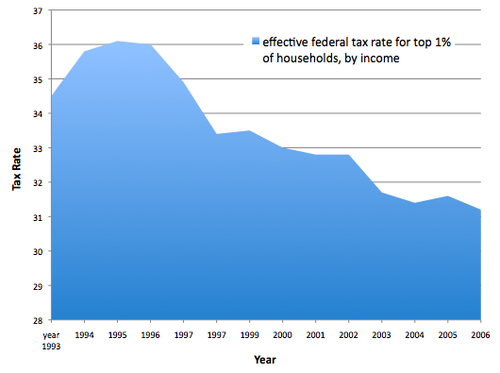 37
36
35
34
33
32
31
30
29
28
Tax Rate
effective federal tax rate for top 1%
of households, by income
year 1994 1995 1996 1997 1997 1999 2000 2001 2002 2003 2004 2005 2006
1993
Year